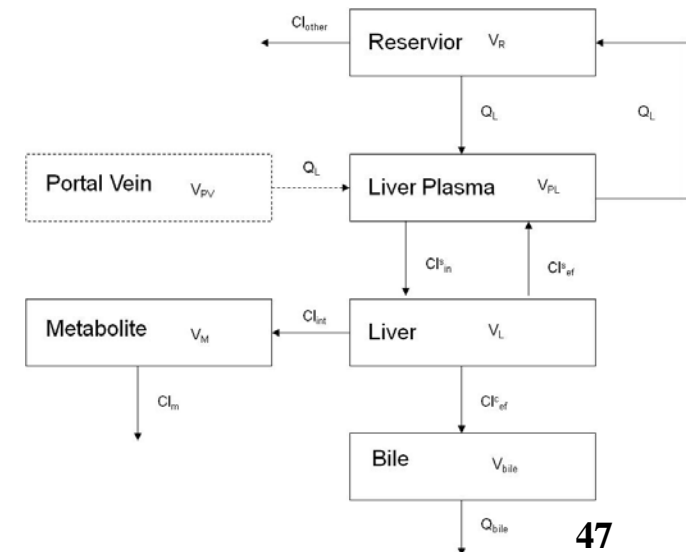 Cl_other
Reservior V_R
Q_L Q_L
Portal Vein V_PV
Q_L
Liver Plasma V_PL
Cl^s_in Cl^s_ef
Metabolite V_M
Cl_int
Liver V_L
Cl_m
Cl^c_ef
Bile V_bile
Q_bile
47